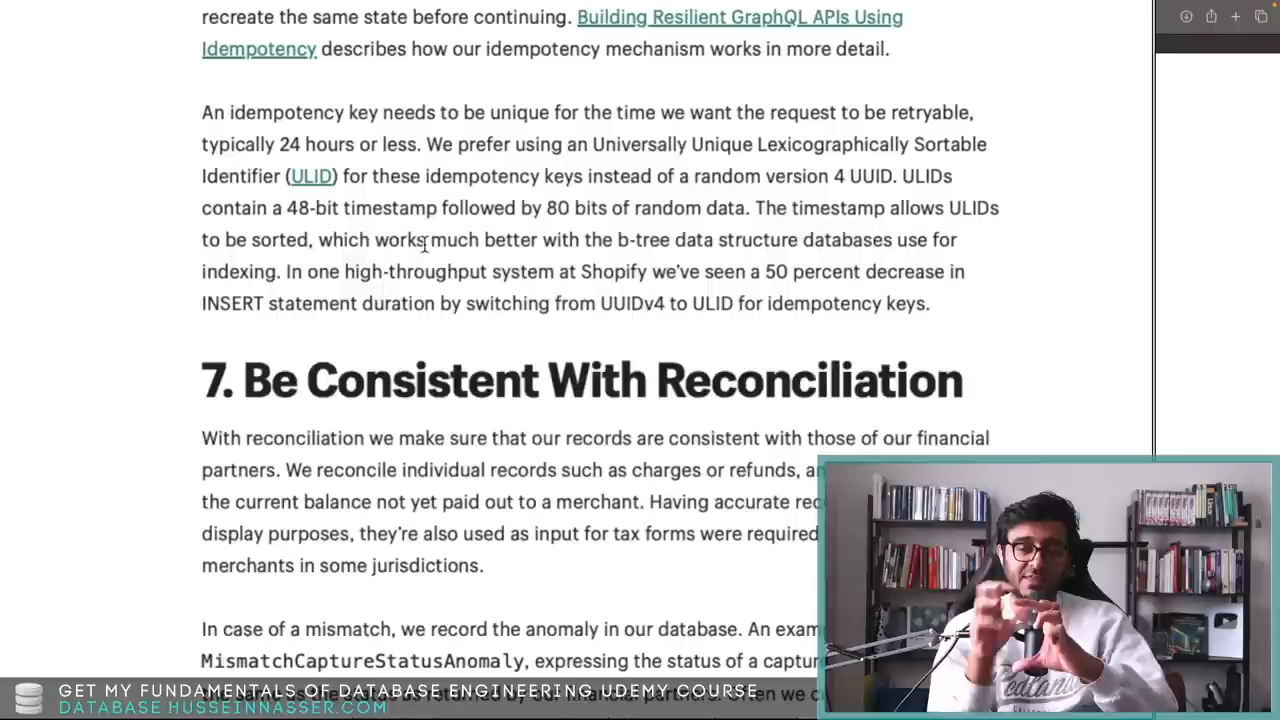 recreate the same state before continuing. Building Resilient GraphQL APIs Using
Idempotency describes how our idempotency mechanism works in more detail.
An idempotency key needs to be unique for the time we want the request to be retryable,
typically 24 hours or less. We prefer using an Universally Unique Lexicographically Sortable
Identifier (ULID) for these idempotency keys instead of a random version 4 UUID. ULIDs
contain a 48-bit timestamp followed by 80 bits of random data. The timestamp allows ULIDs
to be sorted, which works much better with the b-tree data structure databases use for
indexing. In one high-throughput system at Shopify we've seen a 50 percent decrease in
INSERT statement duration by switching from UUIDv4 to ULID for idempotency keys.
7. Be Consistent With Reconciliation
With reconciliation we make sure that our records are consistent with those of our financial
partners. We reconcile individual records such as charges or refunds,
the current balance not yet paid out to a merchant. Having accurate
display purposes, they're also used as input for tax forms were required
merchants in some jurisdictions.
In case of a mismatch, we record the anomaly in our database. An
MismatchCaptureStatusAnomaly, expressing the status of a
GET MY FUNDAMENTALS OF DATABASE ENGINEERING UDEMY COURSE
DATABASE.HUSSEINNASSER.COM